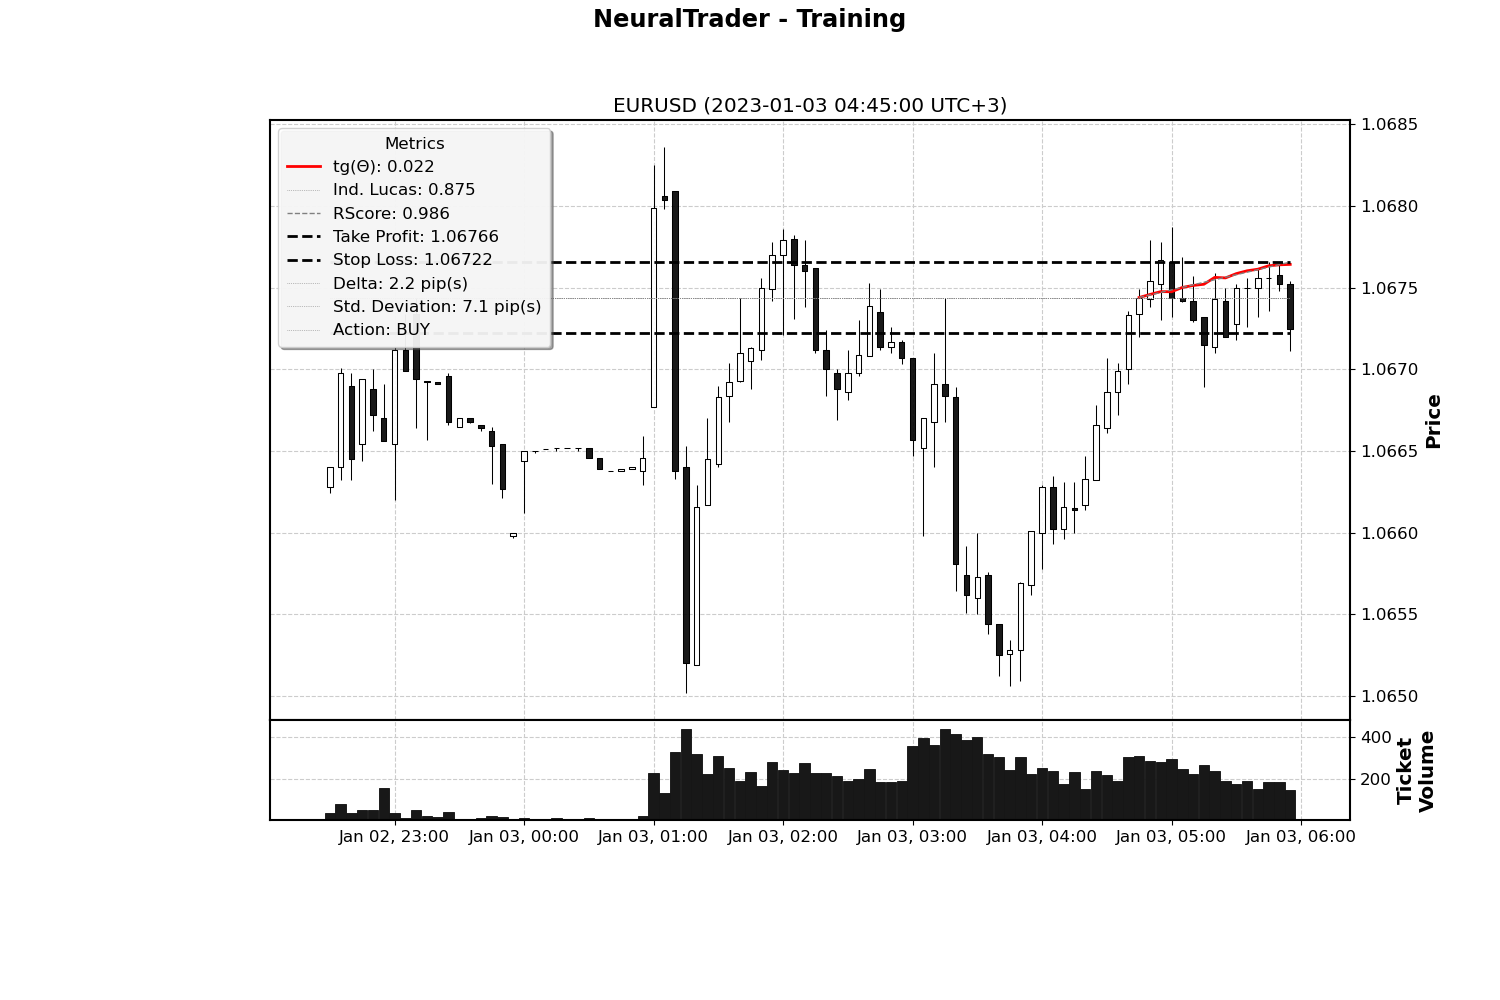 NeuralTrader - Training
EURUSD (2023-01-03 04:45:00 UTC+3)
Metrics
tg(Θ): 0.022
Ind. Lucas: 0.875
RScore: 0.986
Take Profit: 1.06766
Stop Loss: 1.06722
Delta: 2.2 pip(s)
Std. Deviation: 7.1 pip(s)
Action: BUY
1.0685
1.0680
1.0675
1.0670
1.0665
1.0660
1.0655
1.0650
Price
400
200
Ticket
Volume
Jan 02, 23:00
Jan 03, 00:00
Jan 03, 01:00
Jan 03, 02:00
Jan 03, 03:00
Jan 03, 04:00
Jan 03, 05:00
Jan 03, 06:00